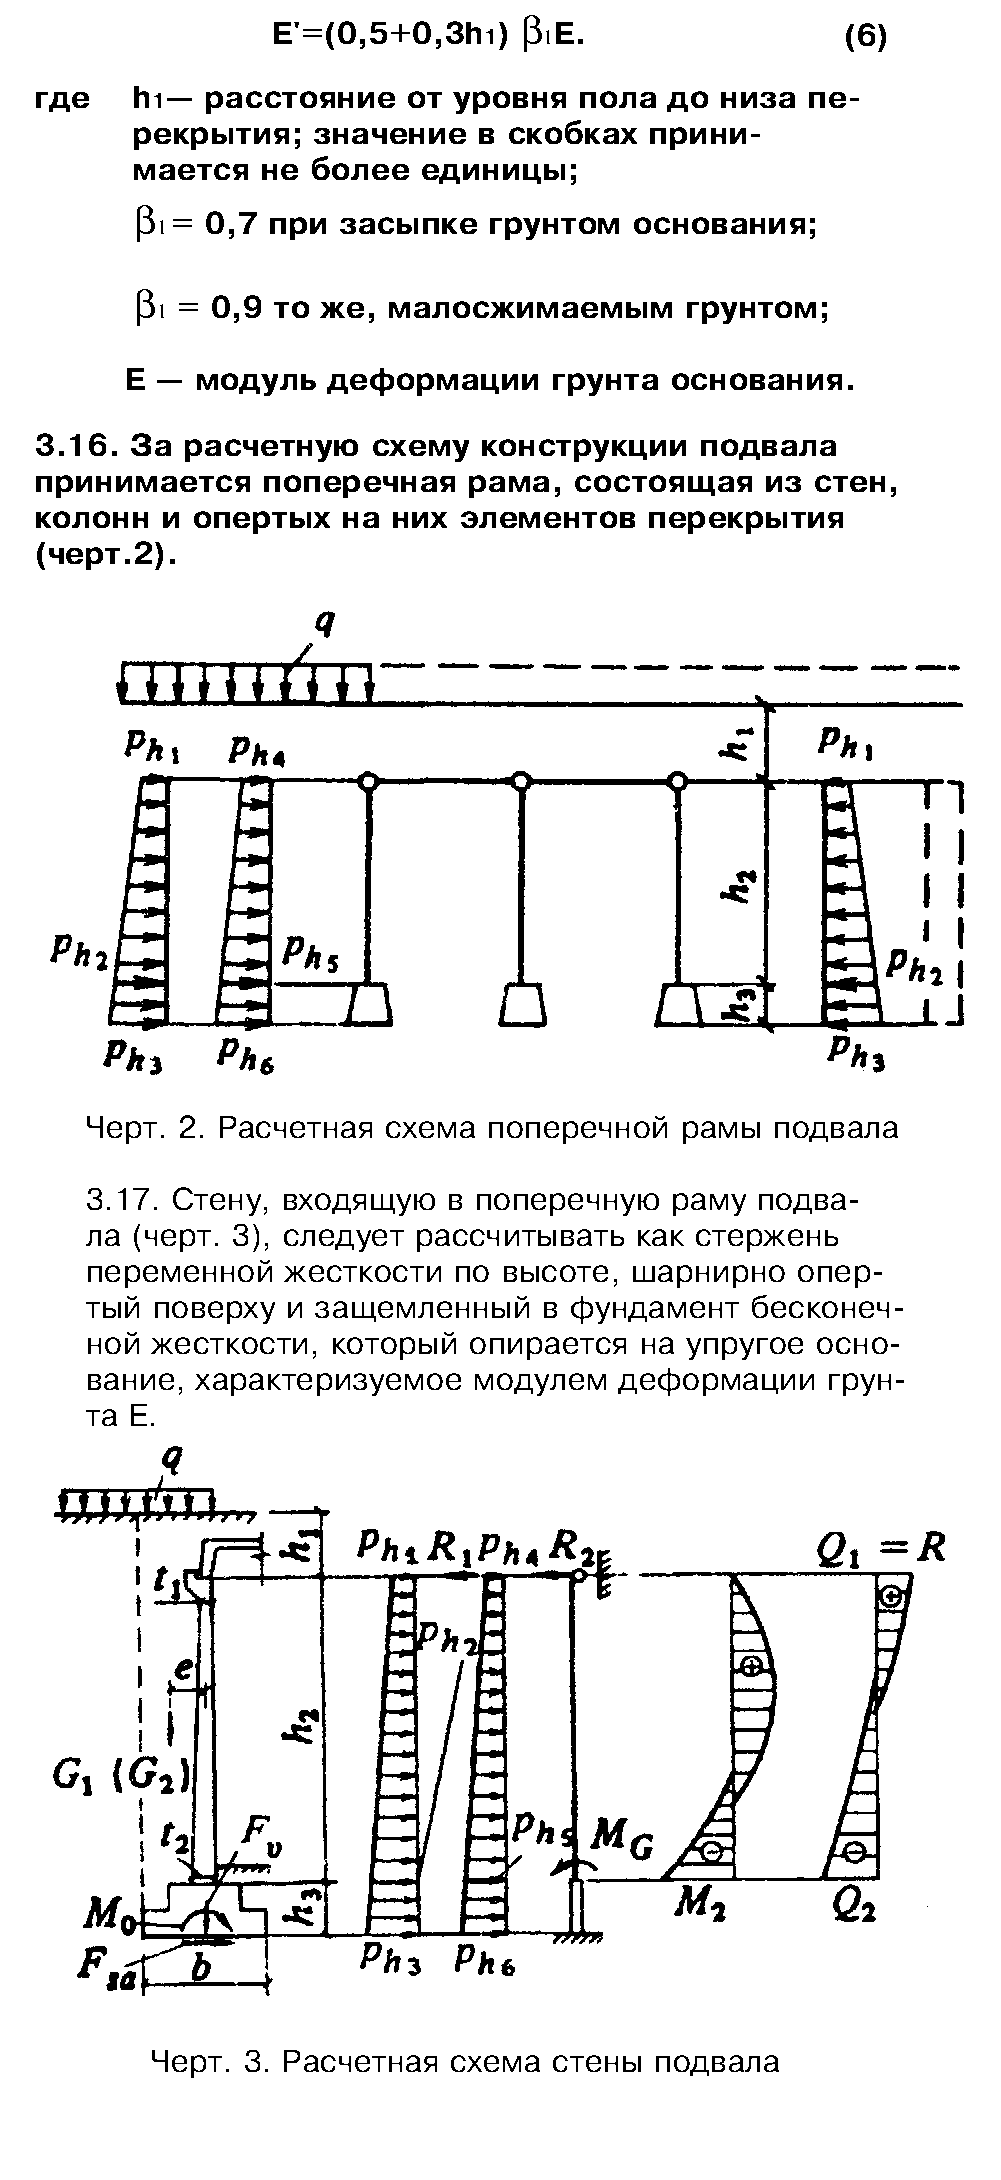 E'=(0,5+0,3h1) β1E. (6)
где h1— расстояние от уровня пола до низа пе-
рекрытия; значение в скобках прини-
мается не более единицы;
β1= 0,7 при засыпке грунтом основания;
β1 = 0,9 то же, малосжимаемым грунтом;
E — модуль деформации грунта основания.
3.16. За расчетную схему конструкции подвала
принимается поперечная рама, состоящая из стен,
колонн и опертых на них элементов перекрытия
(черт.2).
q
Ph1 Ph4 h1 Ph1
h2
Ph2 Ph5 Ph2
h3
Ph3 Ph6 Ph3
Черт. 2. Расчетная схема поперечной рамы подвала
3.17. Стену, входящую в поперечную раму подва-
ла (черт. 3), следует рассчитывать как стержень
переменной жесткости по высоте, шарнирно опер-
тый поверху и защемленный в фундамент бесконеч-
ной жесткости, который опирается на упругое осно-
вание, характеризуемое модулем деформации грун-
та Е.
q
h1 Ph1 R1 Ph4 R2 Q1 = R
t1
Ph2
e
h2
G1 (G2)
t2 Fv Ph5 MG
M0 h3 M2 Q2
Fsa b Ph3 Ph6
Черт. 3. Расчетная схема стены подвала